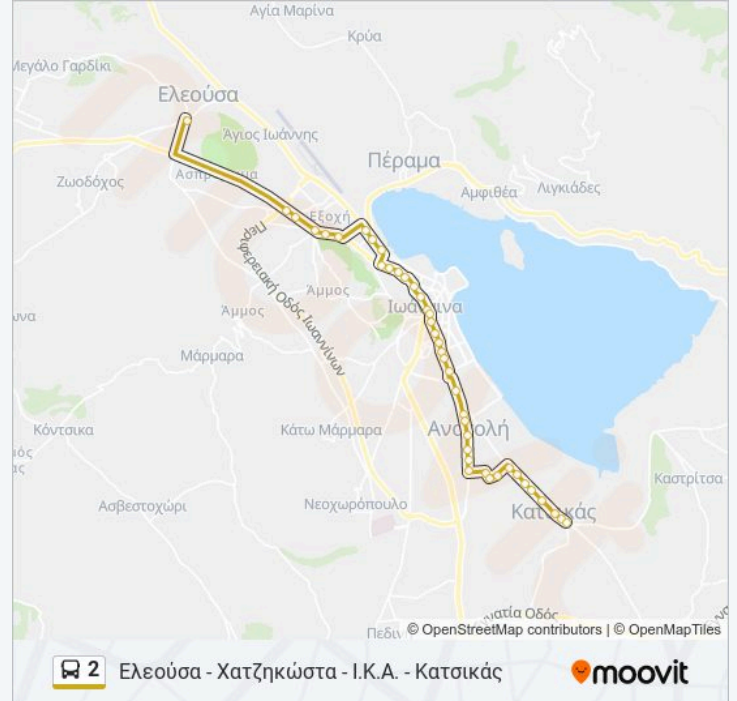 Αγία Μαρίνα
Κρύα
Μεγάλο Γαρδίκι
Ελεούσα
Άγιος Ιωάννης
Πέραμα
Ζωοδόχος
Αμφιθέα
Λιγκιάδες
Εξοχή
Περιφερειακή Οδός Ιωαννίνων
Άμμος
Ιωάννινα
Άμμος
Μάρμαρα
Κόντσικα
Κάτω Μάρμαρα
Ανατολή
Καστρίτσα
Ασβεστοχώρι
Νεοχωρόπουλο
Κατσικάς
© OpenStreetMap contributors | © OpenMapTiles
2
Ελεούσα - Χατζηκώστα - Ι.Κ.Α. - Κατσικάς
moovit